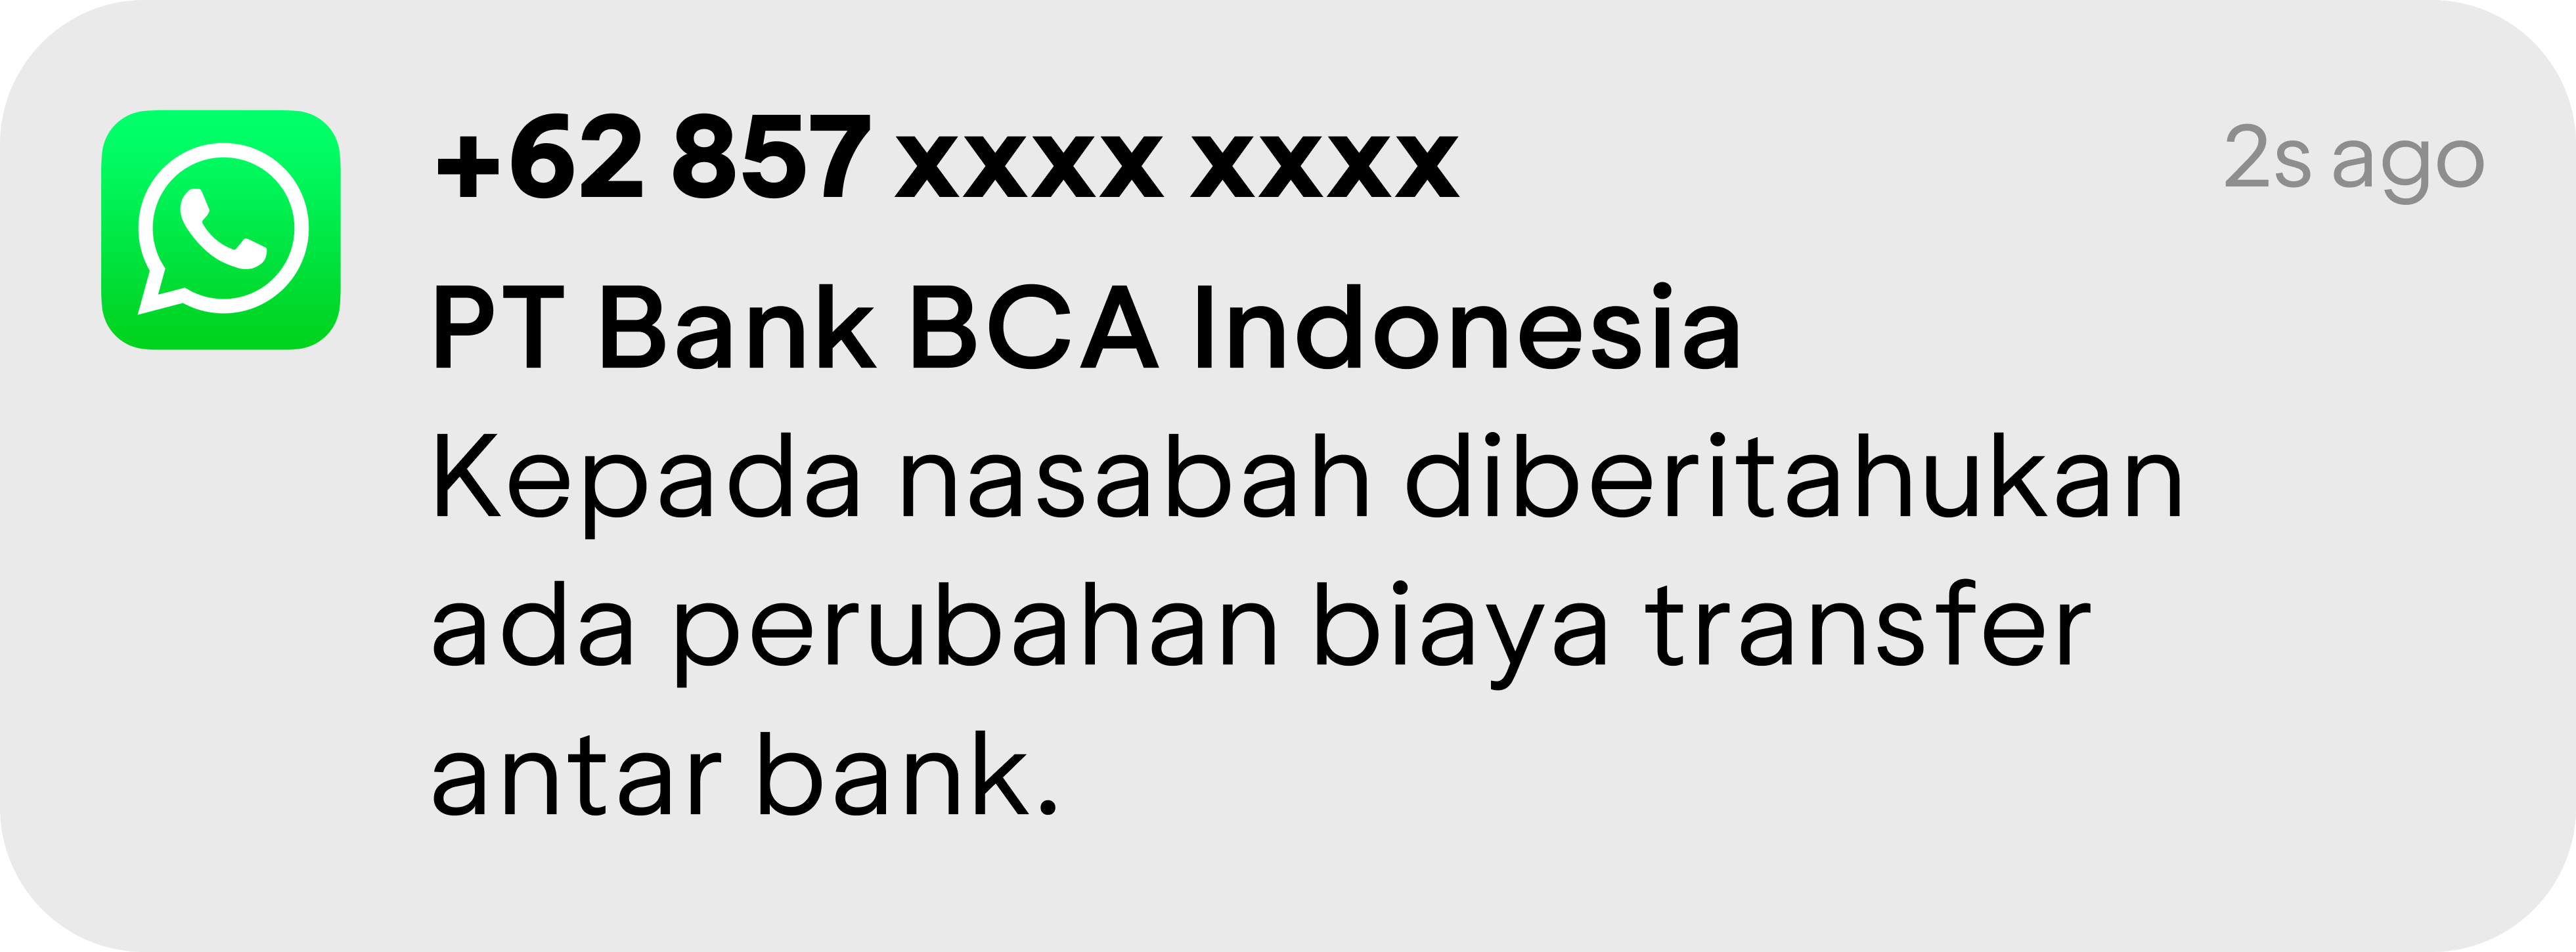 +62 857 xxxx xxxx
2s ago
PT Bank BCA Indonesia
Kepada nasabah diberitahukan
ada perubahan biaya transfer
antar bank.